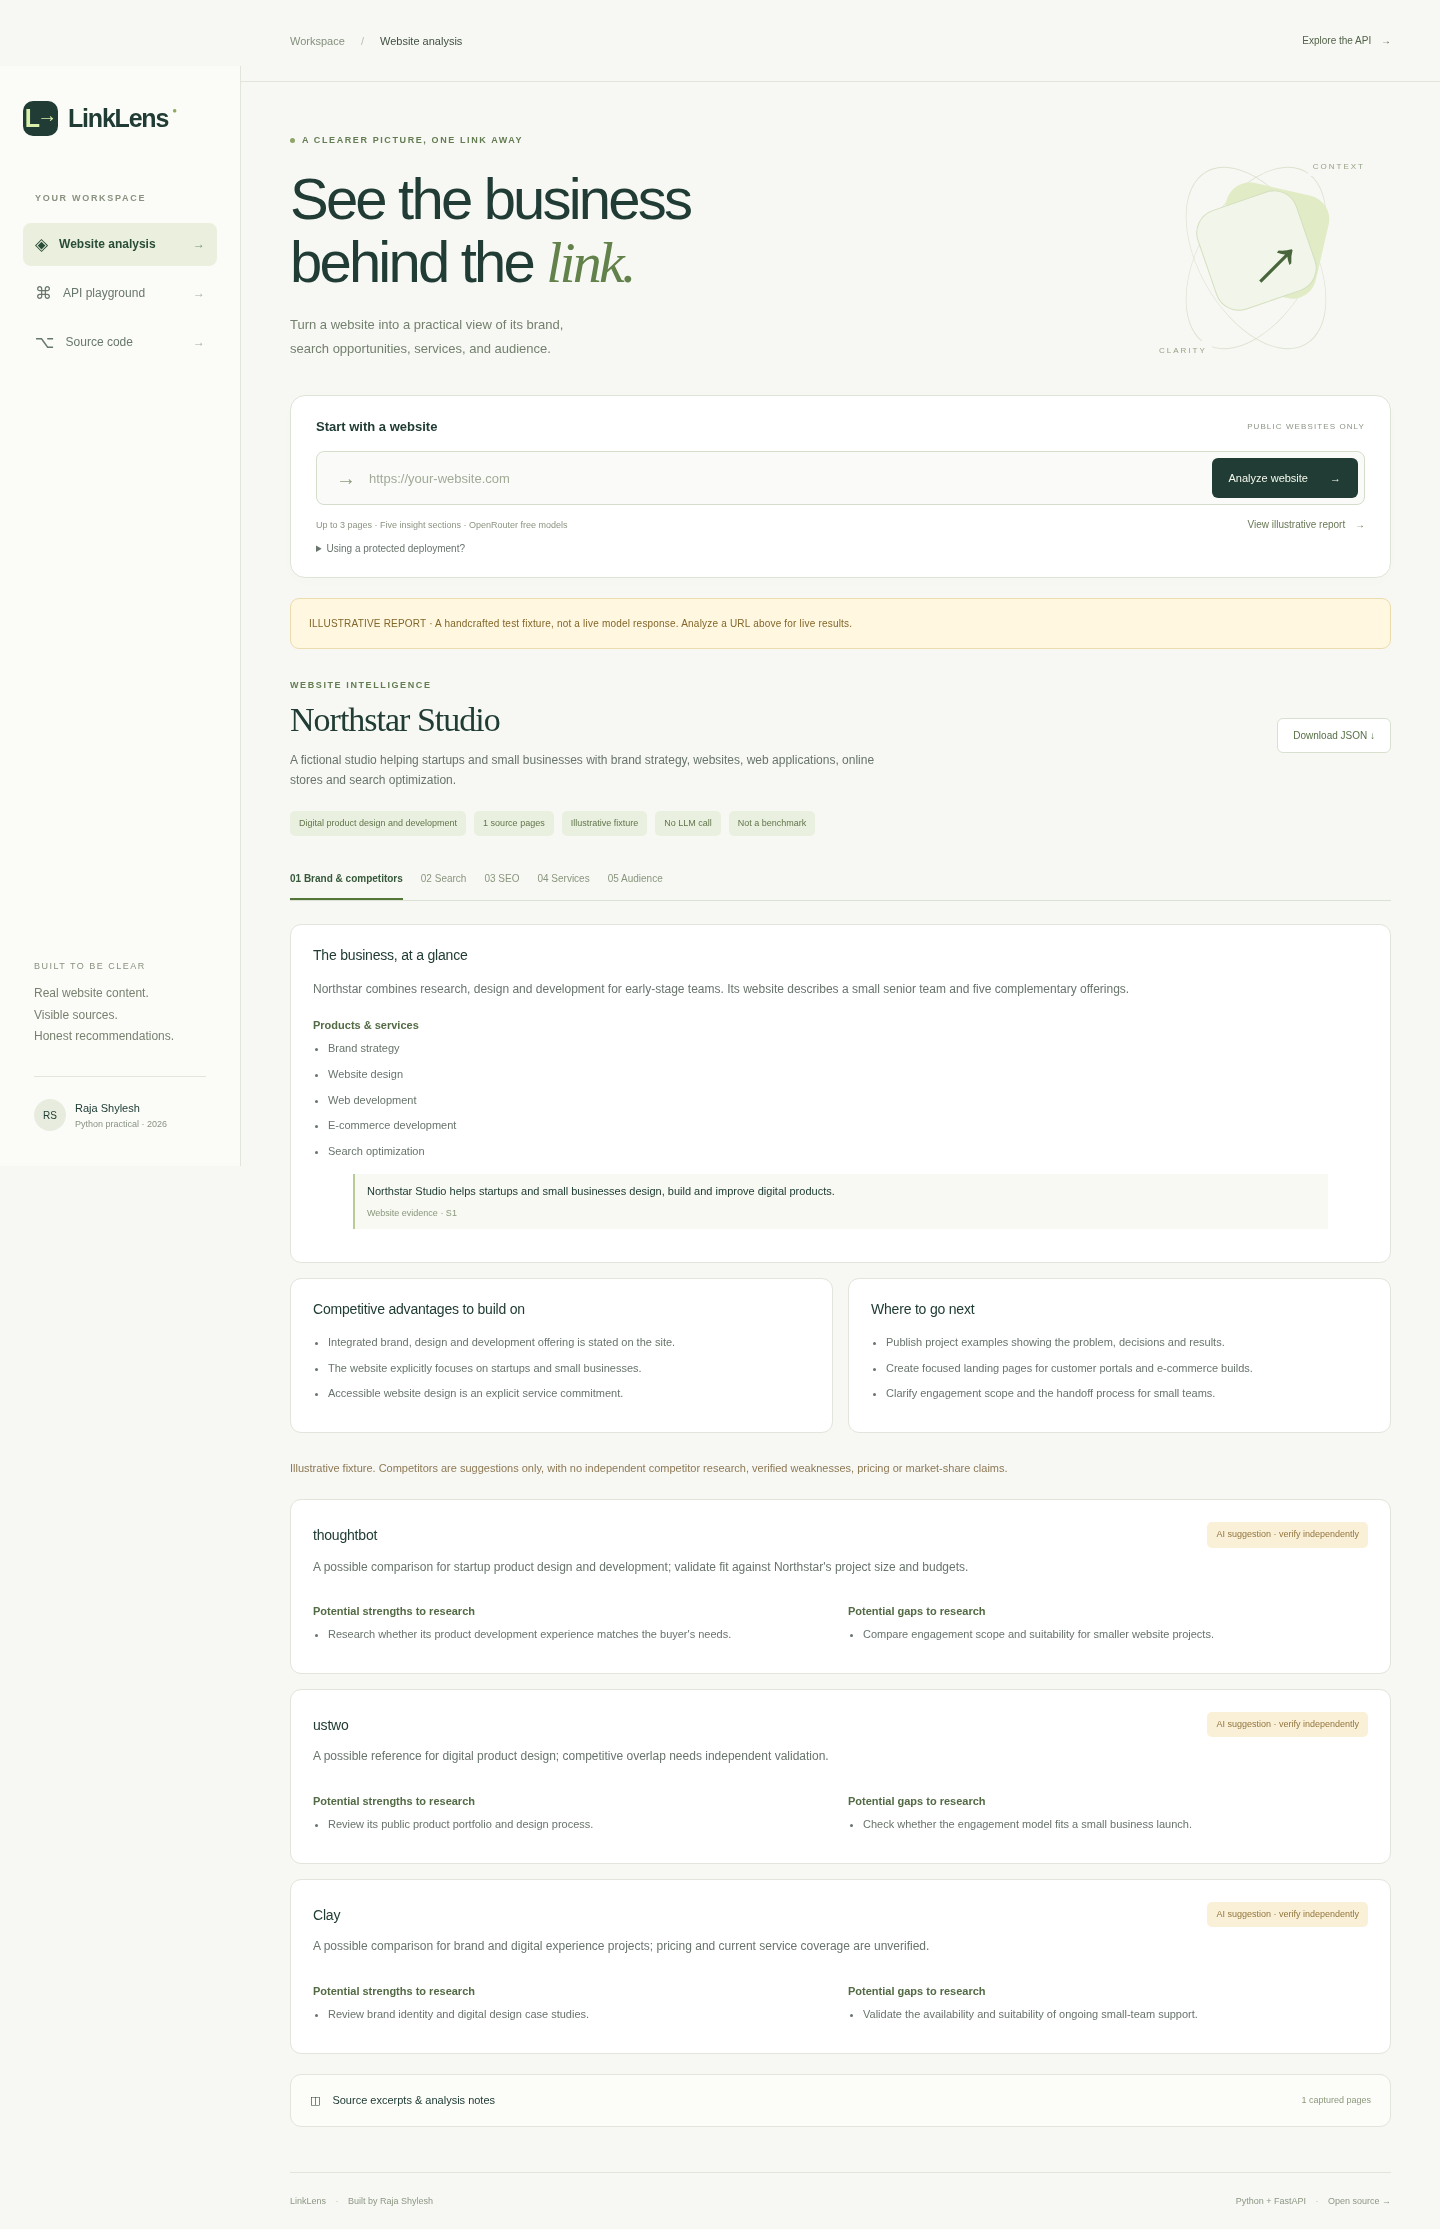 Workspace / Website analysis
Explore the API →
L→ LinkLens
YOUR WORKSPACE
◈ Website analysis →
⌘ API playground →
⌥ Source code →
BUILT TO BE CLEAR
Real website content.
Visible sources.
Honest recommendations.
RS
Raja Shylesh
Python practical · 2026
A CLEARER PICTURE, ONE LINK AWAY
See the business
behind the link.
Turn a website into a practical view of its brand,
search opportunities, services, and audience.
CONTEXT
↗
CLARITY
Start with a website
PUBLIC WEBSITES ONLY
→ https://your-website.com
Analyze website →
Up to 3 pages · Five insight sections · OpenRouter free models
View illustrative report →
▶ Using a protected deployment?
ILLUSTRATIVE REPORT · A handcrafted test fixture, not a live model response. Analyze a URL above for live results.
WEBSITE INTELLIGENCE
Northstar Studio
Download JSON ↓
A fictional studio helping startups and small businesses with brand strategy, websites, web applications, online
stores and search optimization.
Digital product design and development
1 source pages
Illustrative fixture
No LLM call
Not a benchmark
01 Brand & competitors
02 Search
03 SEO
04 Services
05 Audience
The business, at a glance
Northstar combines research, design and development for early-stage teams. Its website describes a small senior team and five complementary offerings.
Products & services
• Brand strategy
• Website design
• Web development
• E-commerce development
• Search optimization
Northstar Studio helps startups and small businesses design, build and improve digital products.
Website evidence · S1
Competitive advantages to build on
• Integrated brand, design and development offering is stated on the site.
• The website explicitly focuses on startups and small businesses.
• Accessible website design is an explicit service commitment.
Where to go next
• Publish project examples showing the problem, decisions and results.
• Create focused landing pages for customer portals and e-commerce builds.
• Clarify engagement scope and the handoff process for small teams.
Illustrative fixture. Competitors are suggestions only, with no independent competitor research, verified weaknesses, pricing or market-share claims.
thoughtbot
AI suggestion · verify independently
A possible comparison for startup product design and development; validate fit against Northstar's project size and budgets.
Potential strengths to research
• Research whether its product development experience matches the buyer's needs.
Potential gaps to research
• Compare engagement scope and suitability for smaller website projects.
ustwo
AI suggestion · verify independently
A possible reference for digital product design; competitive overlap needs independent validation.
Potential strengths to research
• Review its public product portfolio and design process.
Potential gaps to research
• Check whether the engagement model fits a small business launch.
Clay
AI suggestion · verify independently
A possible comparison for brand and digital experience projects; pricing and current service coverage are unverified.
Potential strengths to research
• Review brand identity and digital design case studies.
Potential gaps to research
• Validate the availability and suitability of ongoing small-team support.
Source excerpts & analysis notes
1 captured pages
LinkLens · Built by Raja Shylesh
Python + FastAPI · Open source →